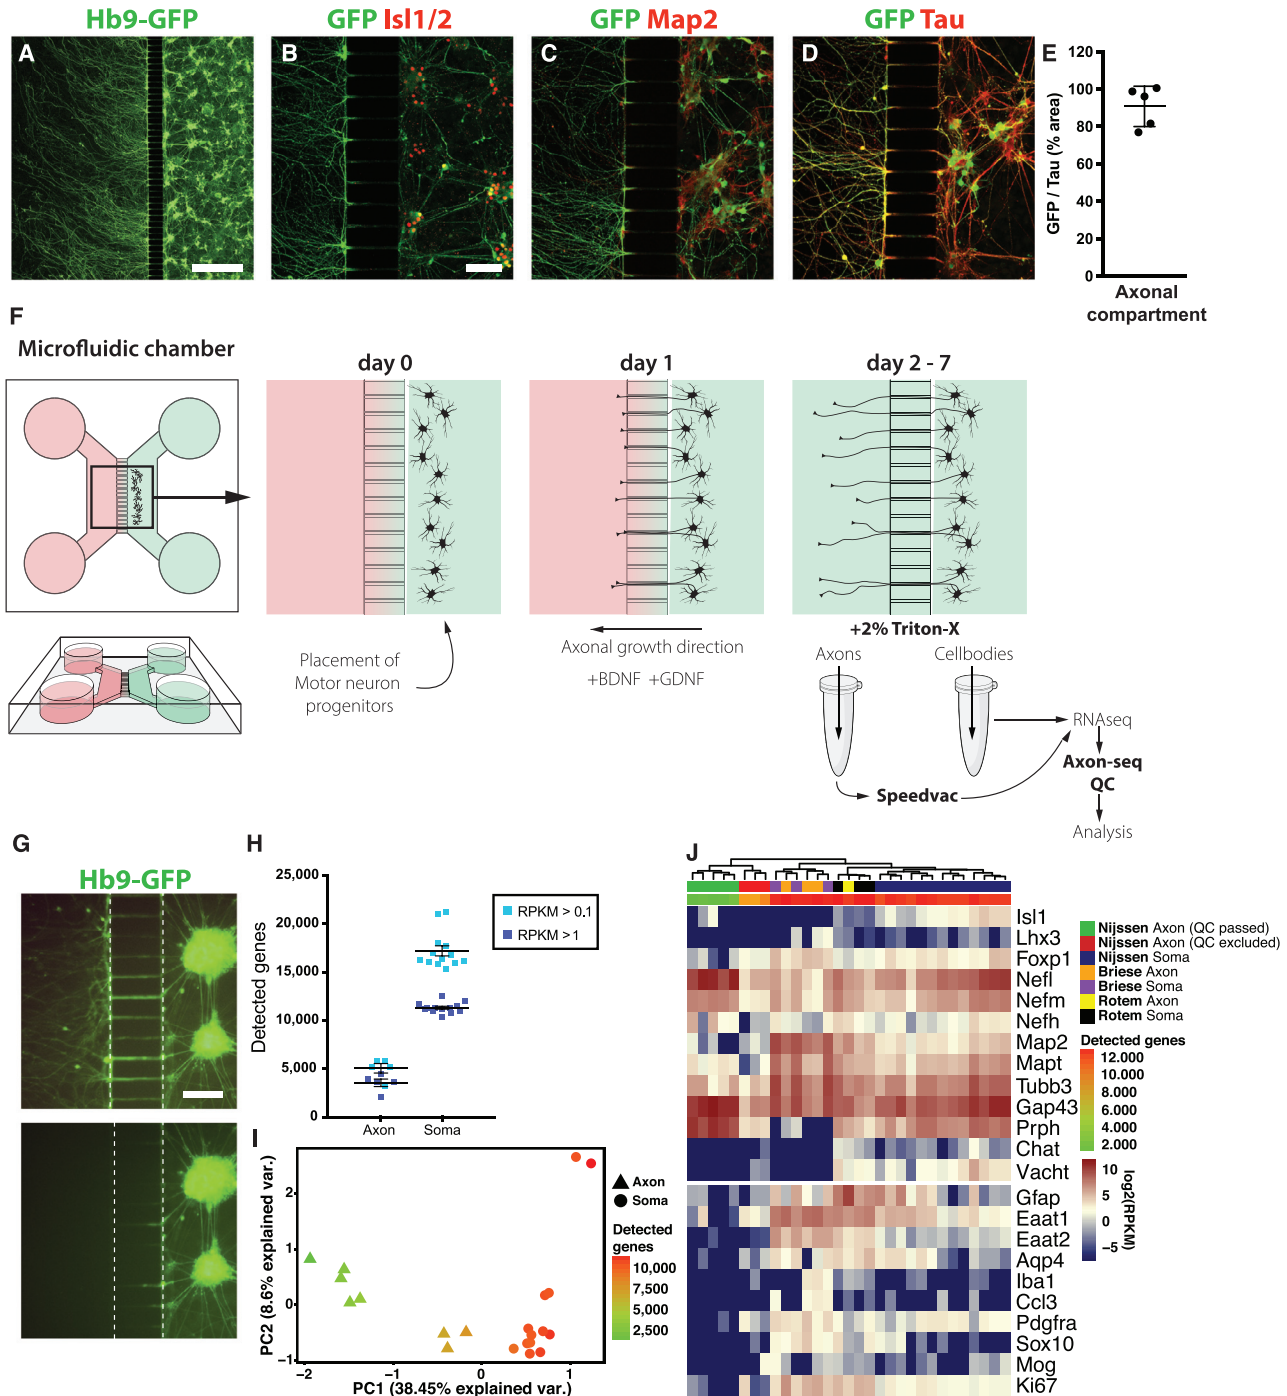 Hb9-GFP
GFP Isl1/2
GFP Map2
GFP Tau
A
B
C
D
E
120
100
80
60
40
20
0
GFP / Tau (% area)
Axonal
compartment
F
Microfluidic chamber
day 0
day 1
day 2 - 7
Placement of
Motor neuron
progenitors
Axonal growth direction
+BDNF +GDNF
+2% Triton-X
Axons
Cellbodies
RNAseq
Axon-seq
QC
Speedvac
Analysis
G
Hb9-GFP
H
25,000
20,000
15,000
10,000
5,000
0
Detected genes
Axon
Soma
RPKM > 0.1
RPKM >1
I
2
1
0
−1
PC2 (8.6% explained var.)
−2
−1
0
1
PC1 (38.45% explained var.)
Axon
Soma
Detected
genes
10,000
7,500
5,000
2,500
J
Isl1
Lhx3
Foxp1
Nefl
Nefm
Nefh
Map2
Mapt
Tubb3
Gap43
Prph
Chat
Vacht
Gfap
Eaat1
Eaat2
Aqp4
Iba1
Ccl3
Pdgfra
Sox10
Mog
Ki67
Nijssen Axon (QC passed)
Nijssen Axon (QC excluded)
Nijssen Soma
Briese Axon
Briese Soma
Rotem Axon
Rotem Soma
Detected genes
12.000
10.000
8.000
6.000
4.000
2.000
10
5
0
−5
log2(RPKM)